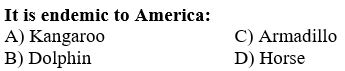 It is endemic to America:
A) Kangaroo C) Armadillo
B) Dolphin D) Horse